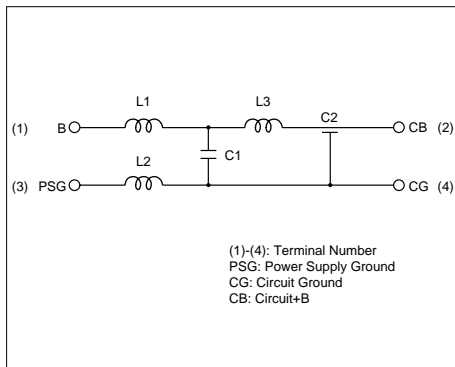 L1 L3 C2
(1) B CB (2)
C1
L2
(3) PSG CG (4)
(1)-(4): Terminal Number
PSG: Power Supply Ground
CG: Circuit Ground
CB: Circuit+B